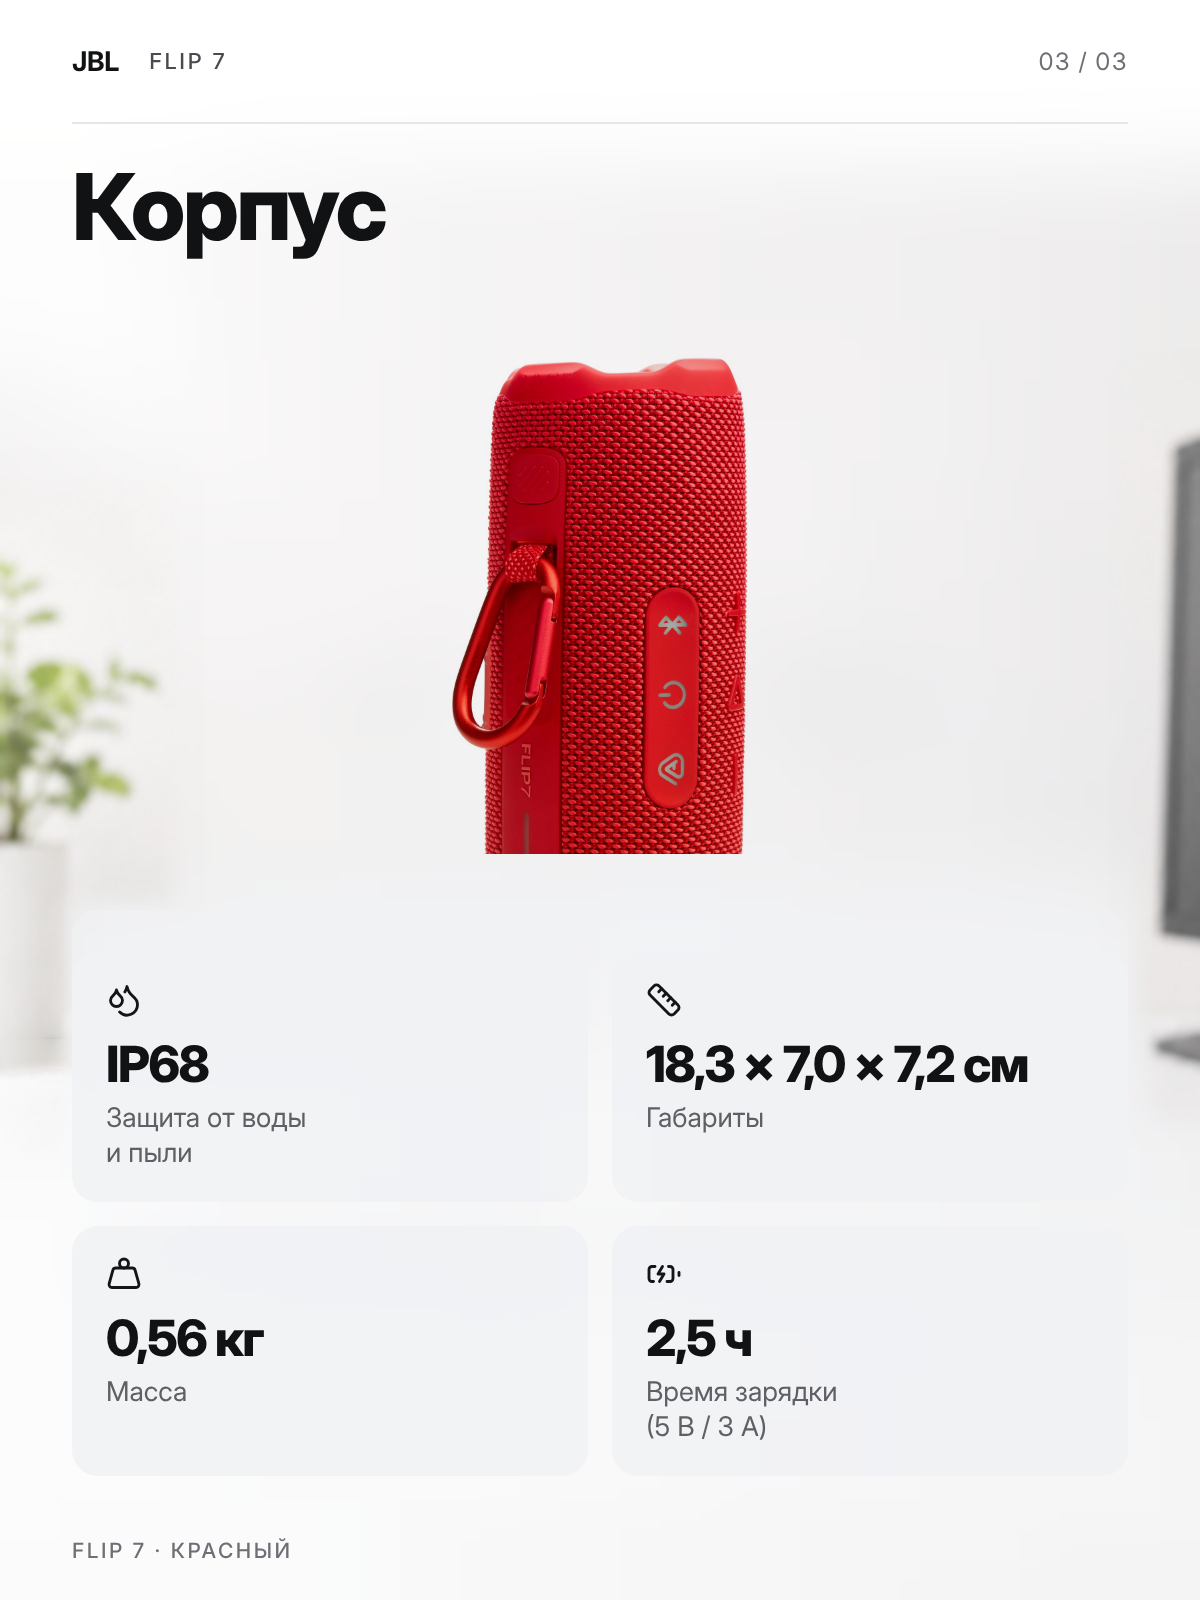 JBL FLIP 7 03 / 03
Корпус
FLIP7
IP68
Защита от воды
и пыли
18,3 × 7,0 × 7,2 см
Габариты
0,56 кг
Масса
2,5 ч
Время зарядки
(5 В / 3 А)
FLIP 7 · КРАСНЫЙ